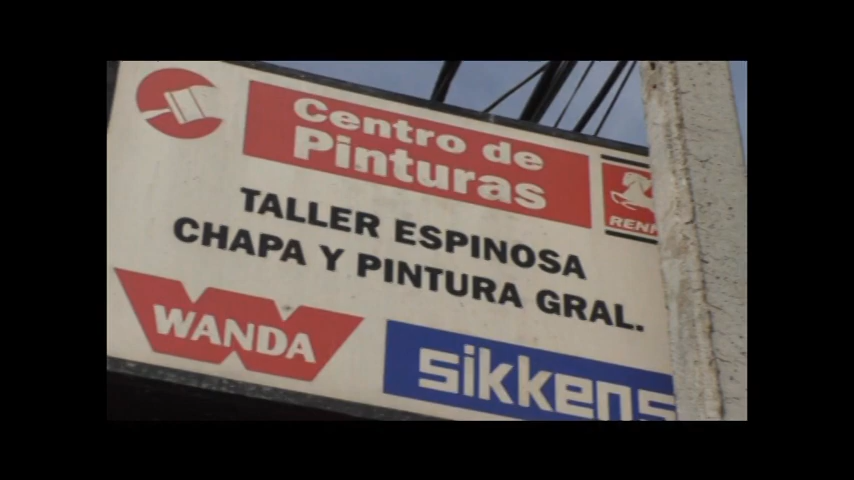 Centro de
Pinturas
TALLER ESPINOSA
CHAPA Y PINTURA GRAL.
WANDA
sikkens